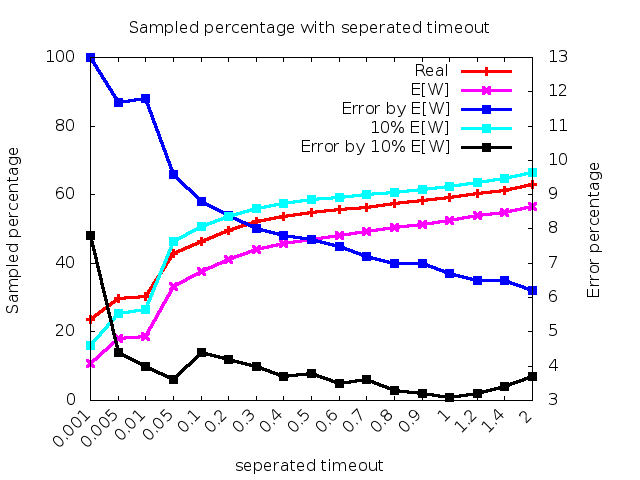 Sampled percentage with seperated timeout
Sampled percentage
Error percentage
100
80
60
40
20
0
13
12
11
10
9
8
7
6
5
4
3
Real
E[W]
Error by E[W]
10% E[W]
Error by 10% E[W]
0.001 0.005 0.01 0.05 0.1 0.2 0.3 0.4 0.5 0.6 0.7 0.8 0.9 1 1.2 1.4 2
seperated timeout